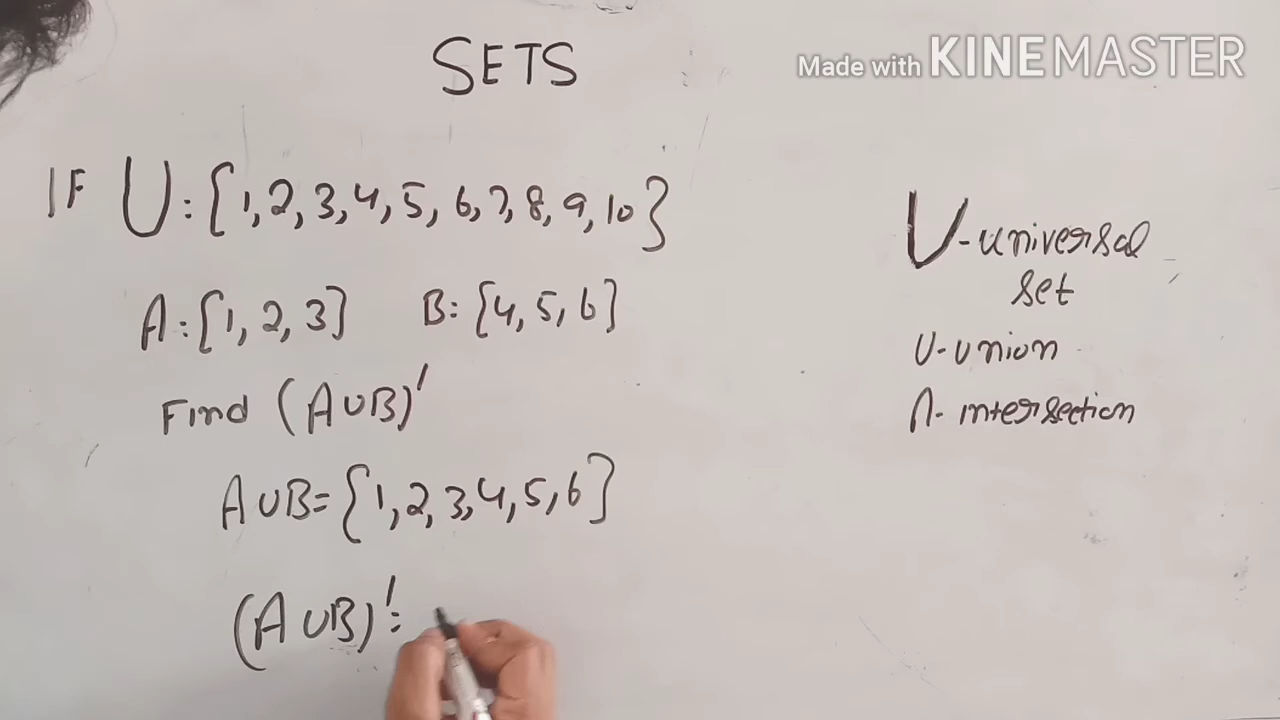 SETS
Made with KINEMASTER
IF U:{1,2,3,4,5,6,7,8,9,10}
A:{1,2,3} B:{4,5,6}
Find (A∪B)'
A∪B={1,2,3,4,5,6}
(A∪B)'=
U-universal
set
∪-union
∩-intersection